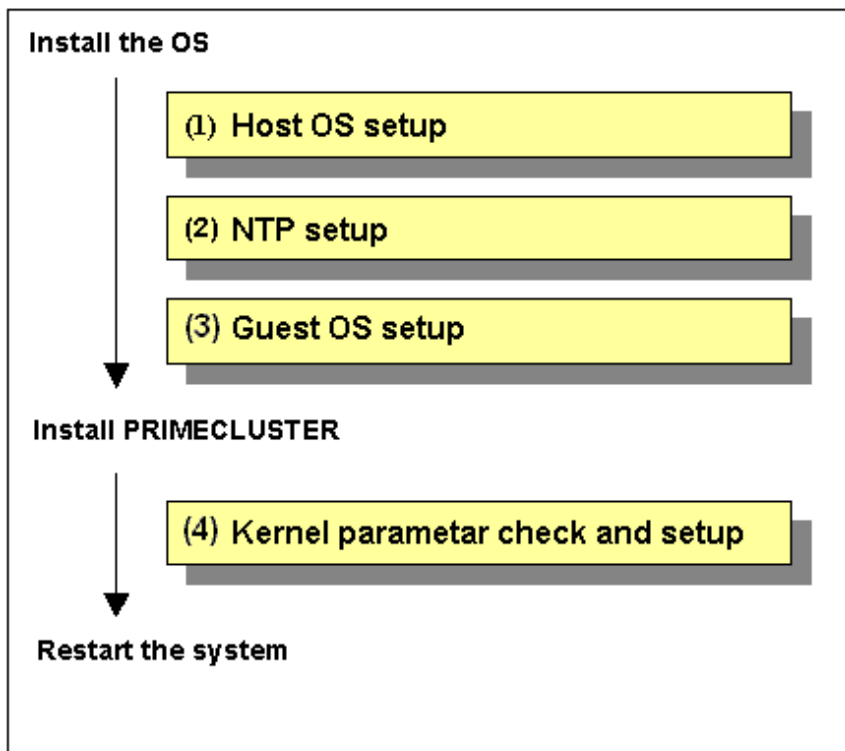 Install the OS
(1) Host OS setup
(2) NTP setup
(3) Guest OS setup
Install PRIMECLUSTER
(4) Kernel parametar check and setup
Restart the system